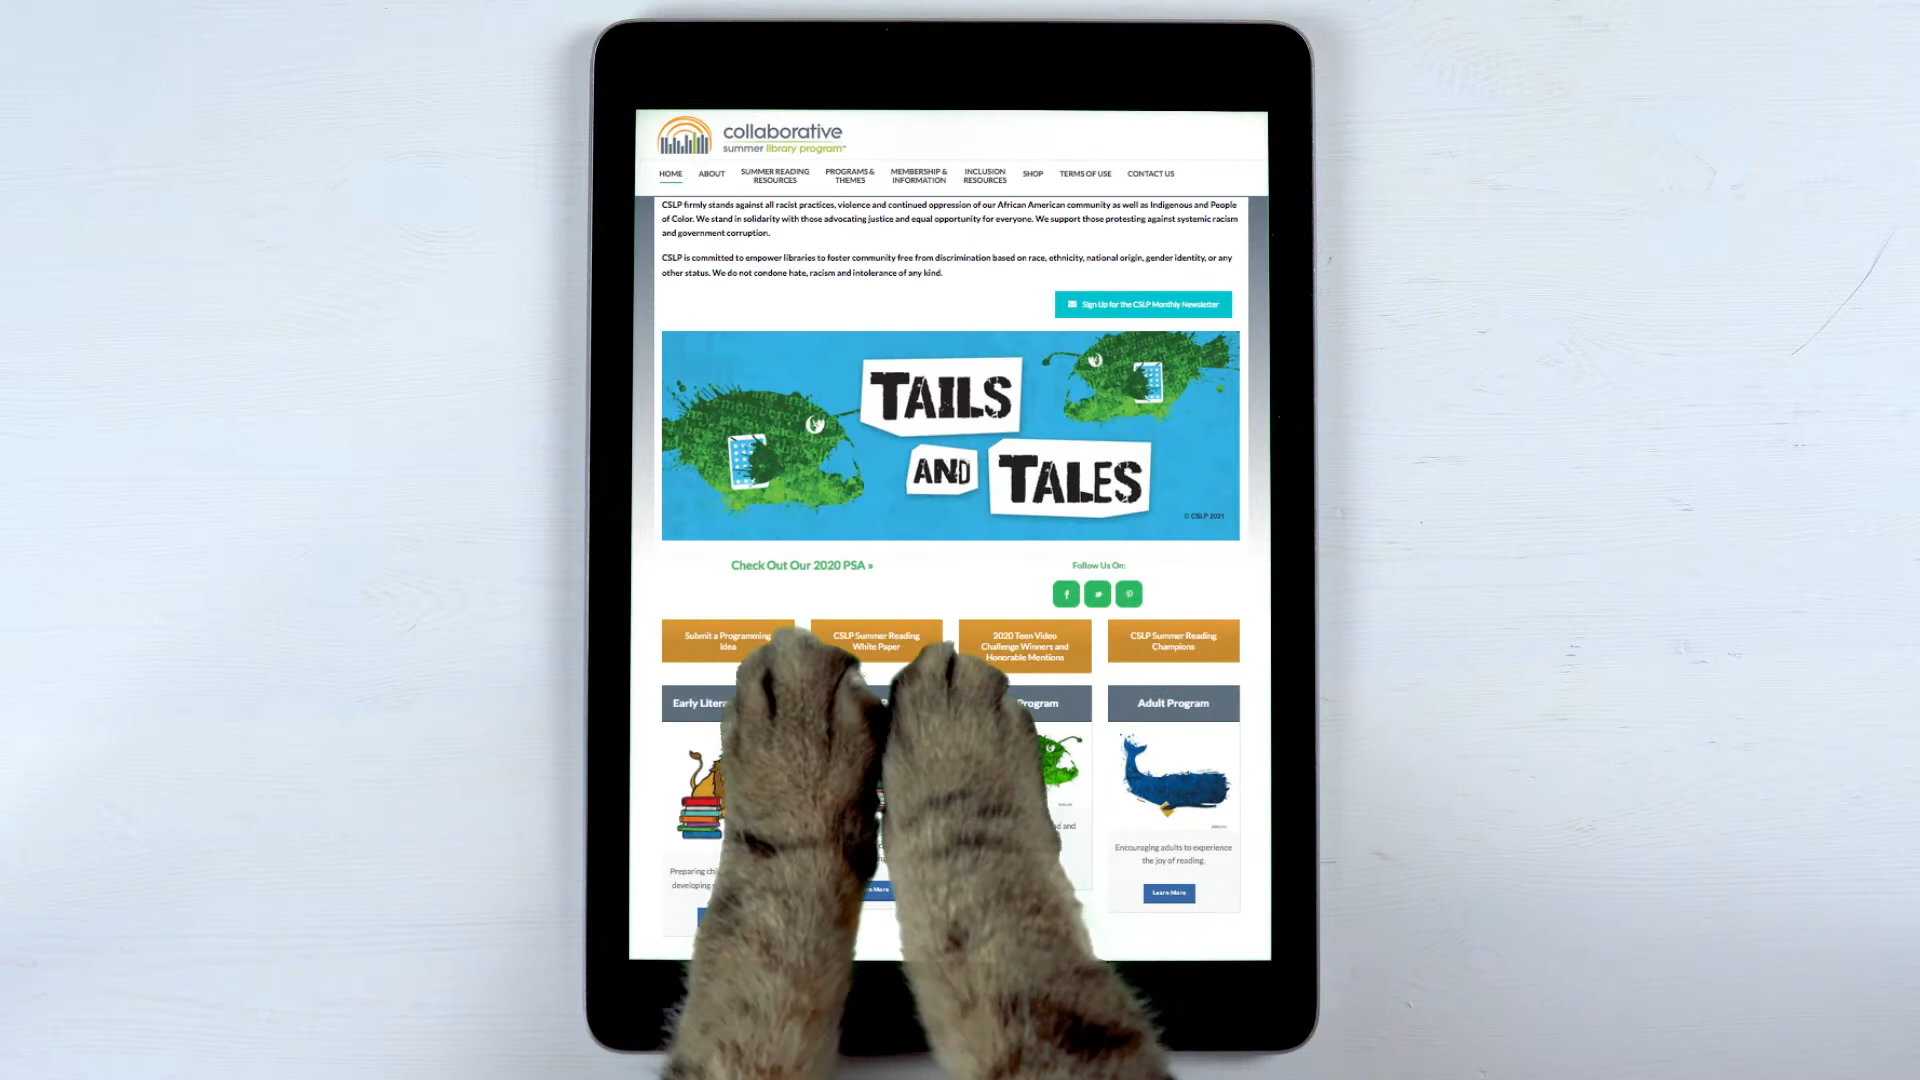 collaborative
summer library program
HOME ABOUT SUMMER READING RESOURCES PROGRAMS & THEMES MEMBERSHIP & INFORMATION INCLUSION RESOURCES SHOP TERMS OF USE CONTACT US
CSLP firmly stands against all racist practices, violence and continued oppression of our African American community as well as Indigenous and People
of Color. We stand in solidarity with those advocating justice and equal opportunity for everyone. We support those protesting against systemic racism
and government corruption.
CSLP is committed to empower libraries to foster community free from discrimination based on race, ethnicity, national origin, gender identity, or any
other status. We do not condone hate, racism and intolerance of any kind.
Sign Up for the CSLP Monthly Newsletter
TAILS
AND TALES
© CSLP 2021
Check Out Our 2020 PSA »
Follow Us On:
Submit a Programming
Idea
CSLP Summer Reading
White Paper
2020 Teen Video
Challenge Winners and
Honorable Mentions
CSLP Summer Reading
Champions
Early
Program
Adult Program
Preparing
developing
and
Encouraging adults to experience
the joy of reading.
More
Learn More